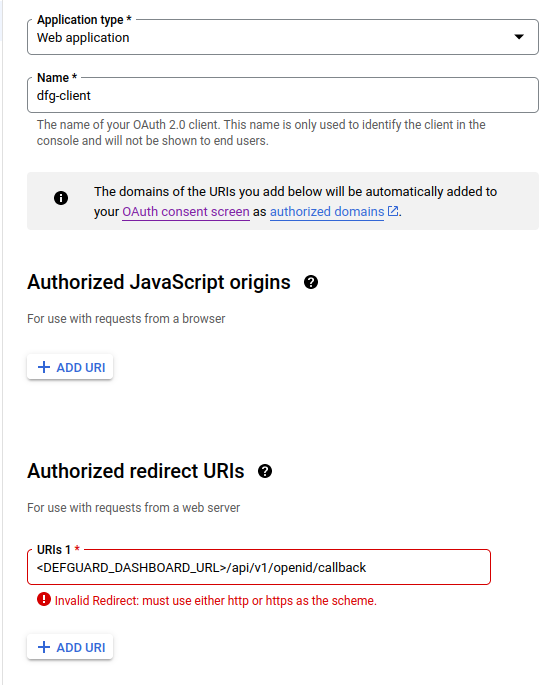 Application type *
Web application
Name *
dfg-client
The name of your OAuth 2.0 client. This name is only used to identify the client in the
console and will not be shown to end users.
The domains of the URIs you add below will be automatically added to
your OAuth consent screen as authorized domains.
Authorized JavaScript origins
For use with requests from a browser
ADD URI
Authorized redirect URIs
For use with requests from a web server
URIs 1 *
<DEFGUARD_DASHBOARD_URL>/api/v1/openid/callback
Invalid Redirect: must use either http or https as the scheme.
ADD URI